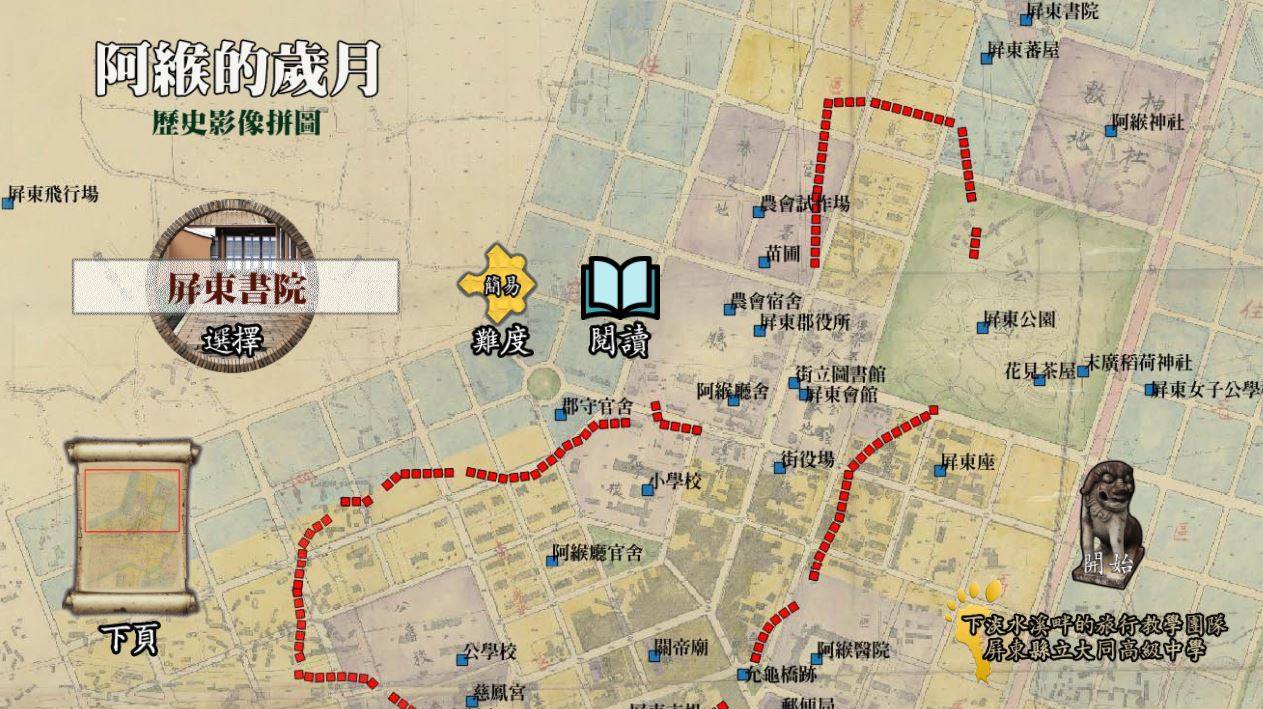 阿緱的歲月
歷史影像拼圖
屏東書院
屏東蕃屋
阿緱神社
屏東飛行場
農會試作場
苗圃
屏東書院
選擇
簡易
難度
閱讀
農會宿舍
屏東郡役所
屏東公園
街立圖書館
花見茶屋
末廣稻荷神社
屏東會館
屏東女子公學
阿緱廳舍
郡守官舍
街役場
屏東座
小學校
阿緱廳官舍
開始
下頁
下淡水溪畔的旅行教學團隊
屏東縣立大同高級中學
公學校
關帝廟
阿緱醫院
允龜橋跡
慈鳳宮
郵便局